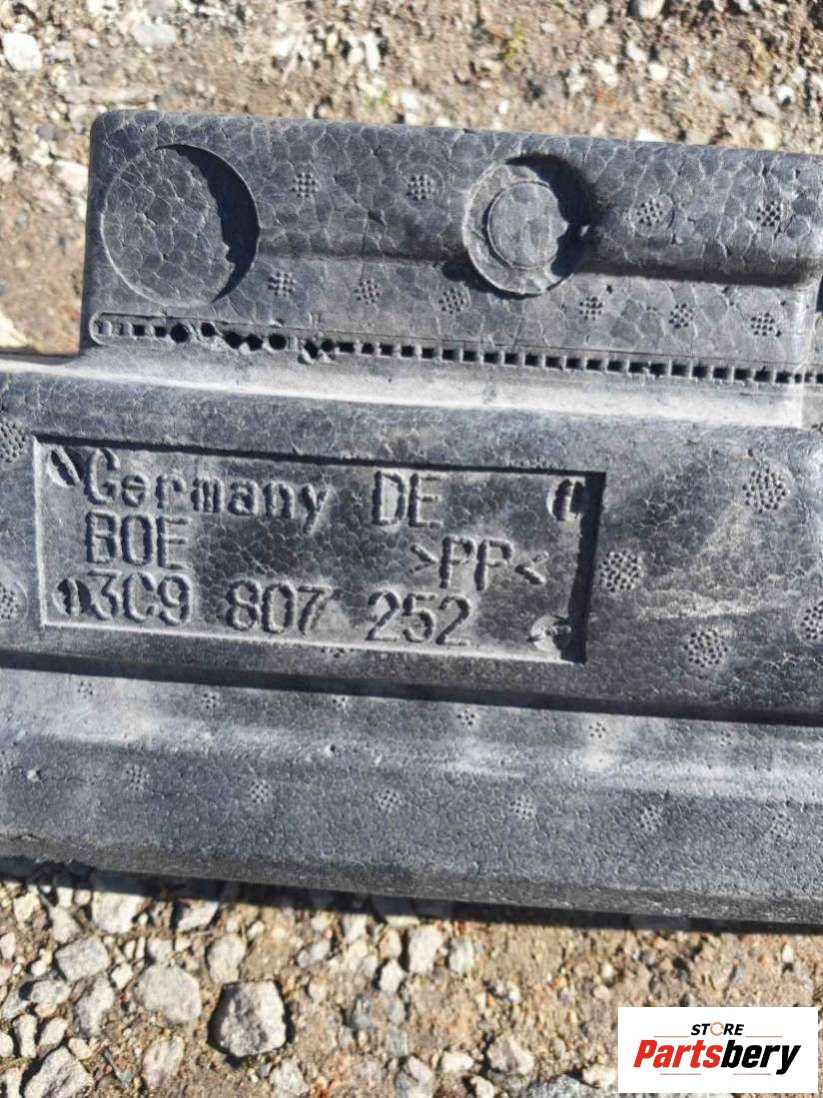 Germany DE
BOE
>PP<
3C9 807 252
STORE
Partsbery